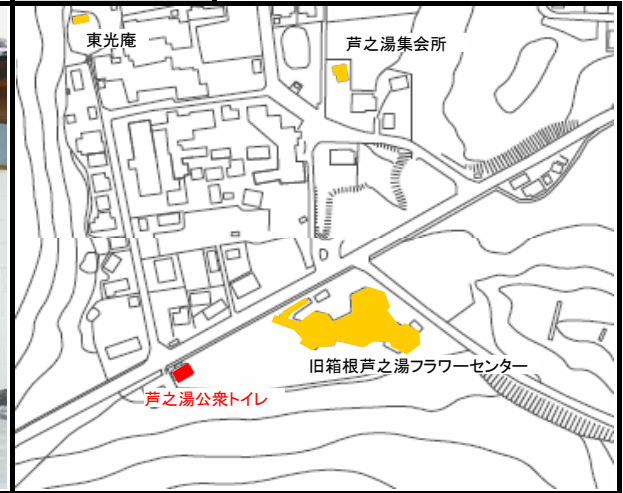 東光庵
芦之湯集会所
旧箱根芦之湯フラワーセンター
芦之湯公衆トイレ